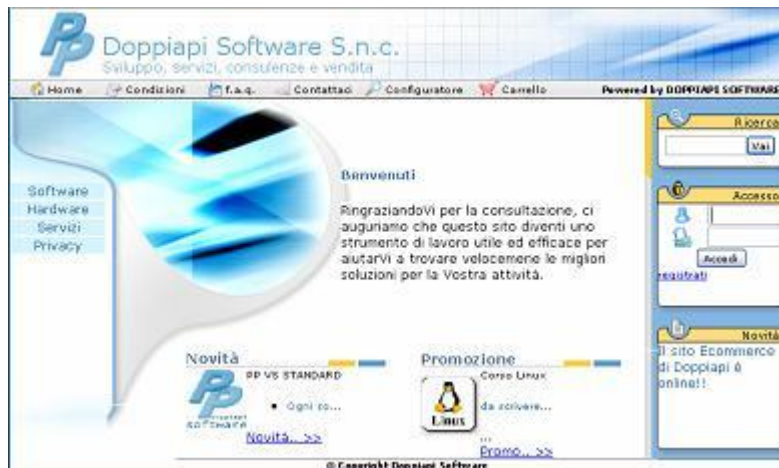 PP
Doppiapi Software S.n.c.
Sviluppo, servizi, consulenze e vendita
Home Condizioni f.a.q. Contattaci Configuratore Carrello Powered by DOPPIAPI SOFTWARE
Software
Hardware
Servizi
Privacy
Benvenuti
RingraziandoVi per la consultazione, ci
auguriamo che questo sito diventi uno
strumento di lavoro utile ed efficace per
aiutarVi a trovare velocemene le migliori
soluzioni per la Vostra attività.
Ricerca
Vai
Accesso
Accedi
registrati
Novità
Il sito Ecommerce
di Doppiapi è
online!!
Novità
PP VS STANDARD
PP
• Ogni co...
software
Novità.. >>
Promozione
Corso Linux
Linux
da scrivere...
...
Promo.. >>
© Copyright Doppiapi Software